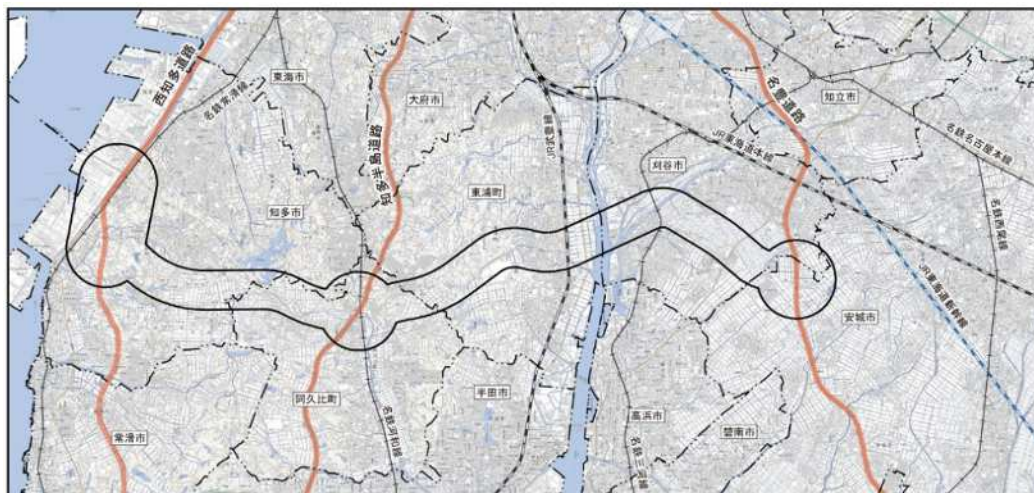 西知多道路
名鉄常滑線
東海市
大府市
知多半島道路
JR武豊線
名豊道路
知立市
名鉄名古屋本線
JR東海道本線
刈谷市
東浦町
知多市
名鉄西尾線
JR東海道新幹線
安城市
半田市
阿久比町
名鉄河和線
高浜市
碧南市
名鉄三河線
常滑市